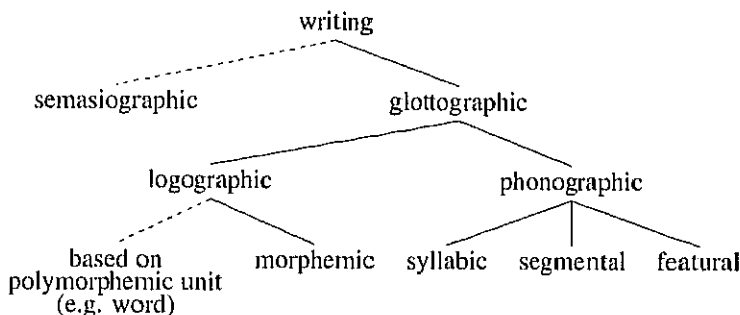 writing
semasiographic glottographic
logographic phonographic
based on morphemic syllabic segmental featural
polymorphemic unit
(e.g. word)